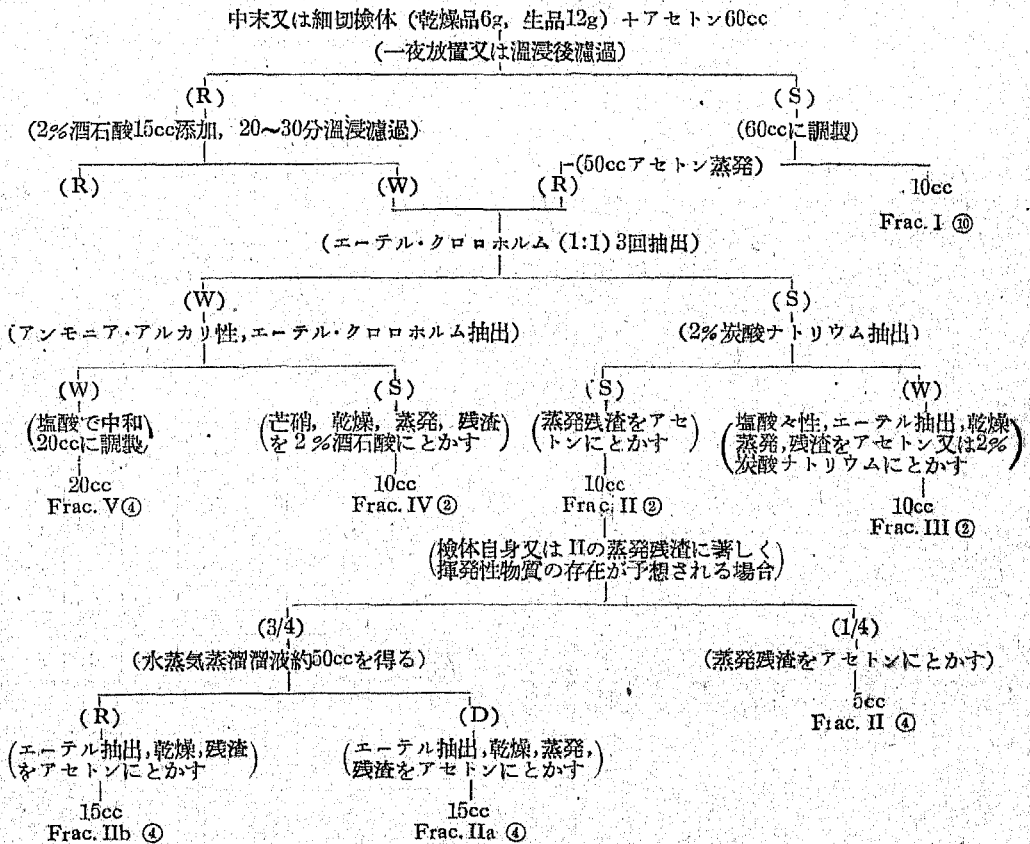 中末又は細切檢体（乾燥品6g, 生品12g）+アセトン60cc
（一夜放置又は溫浸後濾過）
(R)
(S)
（2%酒石酸15cc添加, 20〜30分溫浸濾過）
（60ccに調製）
(R)
(W)
(R)
（50ccアセトン蒸発）
10cc
Frac. I ⑩
（エーテル・クロロホルム (1:1) 3回抽出）
(W)
(S)
（アンモニア・アルカリ性,エーテル・クロロホルム抽出）
（2%炭酸ナトリウム抽出）
(W)
(S)
(S)
(W)
（塩酸で中和
20ccに調製）
20cc
Frac. V④
（芒硝, 乾燥, 蒸発, 残渣
を2%酒石酸にとかす）
10cc
Frac. IV②
（蒸発残渣をアセ
トンにとかす）
10cc
Frac. II②
（塩酸々性,エーテル抽出,乾燥
蒸発,残渣をアセトン又は2%
炭酸ナトリウムにとかす）
10cc
Frac. III②
（檢体自身又は IIの蒸発残渣に著しく
揮発性物質の存在が予想される場合）
(3/4)
(1/4)
（水蒸気蒸溜溜液約50ccを得る）
（蒸発残渣をアセトンにとかす）
5cc
Frac. II ④
(R)
(D)
（エーテル抽出,乾燥,残渣
をアセトンにとかす）
15cc
Frac. IIb ④
（エーテル抽出,乾燥,蒸発,
残渣をアセトンにとかす）
15cc
Frac. IIa ④